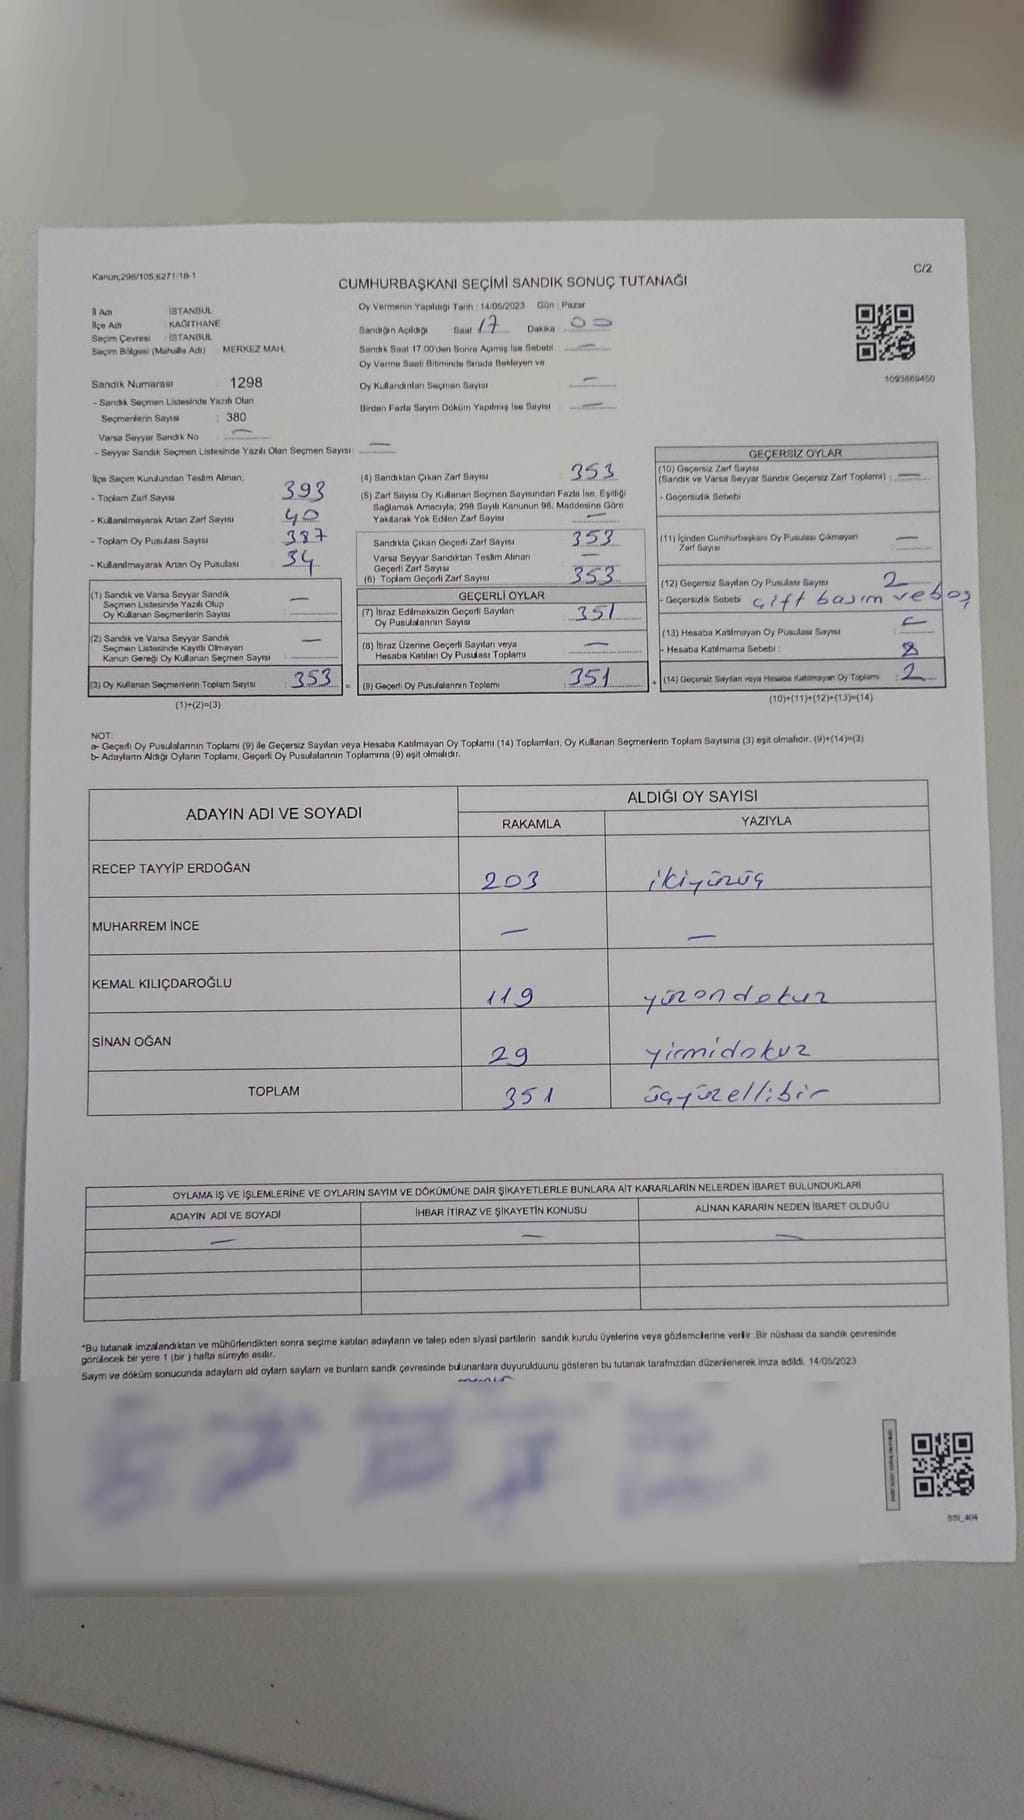 Kanun;298/105,6271/18-1
C/2
CUMHURBAŞKANI SEÇİMİ SANDIK SONUÇ TUTANAĞI
İl Adı : İSTANBUL
İlçe Adı : KAĞITHANE
Seçim Çevresi : İSTANBUL
Seçim Bölgesi (Mahalle Adı) : MERKEZ MAH.
Sandık Numarası : 1298
- Sandık Seçmen Listesinde Yazılı Olan
Seçmenlerin Sayısı : 380
Varsa Seyyar Sandık No : —
- Seyyar Sandık Seçmen Listesinde Yazılı Olan Seçmen Sayısı: —
Oy Vermenin Yapıldığı Tarih : 14/05/2023 Gün : Pazar
Sandığın Açıldığı Saat 17 Dakika : 00
Sandık Saat 17.00'den Sonra Açılmış İse Sebebi : —
Oy Verme Saati Bitiminde Sırada Bekleyen ve
Oy Kullandırılan Seçmen Sayısı : —
Birden Fazla Sayım Döküm Yapılmış İse Sayısı : —
1093669450
İlçe Seçim Kurulundan Teslim Alınan;
- Toplam Zarf Sayısı : 393
- Kullanılmayarak Artan Zarf Sayısı : 40
- Toplam Oy Pusulası Sayısı : 387
- Kullanılmayarak Artan Oy Pusulası : 34
(1) Sandık ve Varsa Seyyar Sandık
Seçmen Listesinde Yazılı Olup
Oy Kullanan Seçmenlerin Sayısı : —
(2) Sandık ve Varsa Seyyar Sandık
Seçmen Listesinde Kayıtlı Olmayan
Kanun Gereği Oy Kullanan Seçmen Sayısı : —
(3) Oy Kullanan Seçmenlerin Toplam Sayısı : 353 =
(1)+(2)=(3)
(4) Sandıktan Çıkan Zarf Sayısı : 353
(5) Zarf Sayısı Oy Kullanan Seçmen Sayısından Fazla İse, Eşitliği
Sağlamak Amacıyla; 298 Sayılı Kanunun 98. Maddesine Göre
Yakılarak Yok Edilen Zarf Sayısı : —
Sandıkta Çıkan Geçerli Zarf Sayısı : 353
Varsa Seyyar Sandıktan Teslim Alınan
Geçerli Zarf Sayısı : —
(6) Toplam Geçerli Zarf Sayısı : 353
GEÇERLİ OYLAR
(7) İtiraz Edilmeksizin Geçerli Sayılan
Oy Pusulalarının Sayısı : 351
(8) İtiraz Üzerine Geçerli Sayılan veya
Hesaba Katılan Oy Pusulası Toplamı : —
(9) Geçerli Oy Pusulalarının Toplamı : 351 +
GEÇERSİZ OYLAR
(10) Geçersiz Zarf Sayısı
(Sandık ve Varsa Seyyar Sandık Geçersiz Zarf Toplamı) : —
- Geçersizlik Sebebi
(11) İçinden Cumhurbaşkanı Oy Pusulası Çıkmayan
Zarf Sayısı : —
(12) Geçersiz Sayılan Oy Pusulası Sayısı 2
- Geçersizlik Sebebi çift basım ve boş
(13) Hesaba Katılmayan Oy Pusulası Sayısı :
- Hesaba Katılmama Sebebi :
(14) Geçersiz Sayılan veya Hesaba Katılmayan Oy Toplamı : 2
(10)+(11)+(12)+(13)=(14)
NOT:
a- Geçerli Oy Pusulalarının Toplamı (9) ile Geçersiz Sayılan veya Hesaba Katılmayan Oy Toplamı (14) Toplamları, Oy Kullanan Seçmenlerin Toplam Sayısına (3) eşit olmalıdır. (9)+(14)=(3)
b- Adayların Aldığı Oyların Toplamı, Geçerli Oy Pusulalarının Toplamına (9) eşit olmalıdır.
ADAYIN ADI VE SOYADI
ALDIĞI OY SAYISI
RAKAMLA YAZIYLA
RECEP TAYYİP ERDOĞAN 203 ikiyüzüç
MUHARREM İNCE — —
KEMAL KILIÇDAROĞLU 119 yüzondokuz
SİNAN OĞAN 29 yirmidokuz
TOPLAM 351 üçyüzellibir
OYLAMA İŞ VE İŞLEMLERİNE VE OYLARIN SAYIM VE DÖKÜMÜNE DAİR ŞİKAYETLERLE BUNLARA AİT KARARLARIN NELERDEN İBARET BULUNDUKLARI
ADAYIN ADI VE SOYADI İHBAR İTİRAZ VE ŞİKAYETİN KONUSU ALINAN KARARIN NEDEN İBARET OLDUĞU
— — —
*Bu tutanak imzalandıktan ve mühürlendikten sonra seçime katılan adayların ve talep eden siyasi partilerin sandık kurulu üyelerine veya gözlemcilerine verilir .Bir nüshası da sandık çevresinde
görülecek bir yere 1 (bir ) hafta süreyle asılır.
Saym ve döküm sonucunda adaylarn ald oylarn saylarn ve bunlarn sandk çevresinde bulunanlara duyurulduunu gösteren bu tutanak tarafmzdan düzenlenerek imza edildi. 14/05/2023
SSİ_404